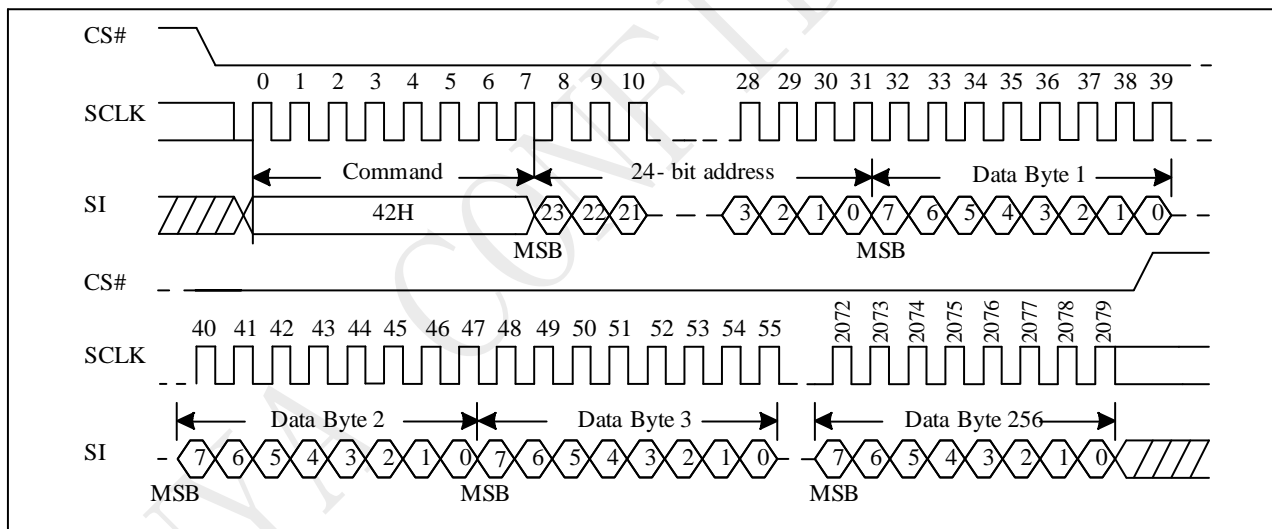 CS#
0 1 2 3 4 5 6 7 8 9 10 28 29 30 31 32 33 34 35 36 37 38 39
SCLK
Command 24- bit address Data Byte 1
SI 42H 23 22 21 3 2 1 0 7 6 5 4 3 2 1 0
MSB MSB
CS#
40 41 42 43 44 45 46 47 48 49 50 51 52 53 54 55 2072 2073 2074 2075 2076 2077 2078 2079
SCLK
Data Byte 2 Data Byte 3 Data Byte 256
SI 7 6 5 4 3 2 1 0 7 6 5 4 3 2 1 0 7 6 5 4 3 2 1 0
MSB MSB MSB